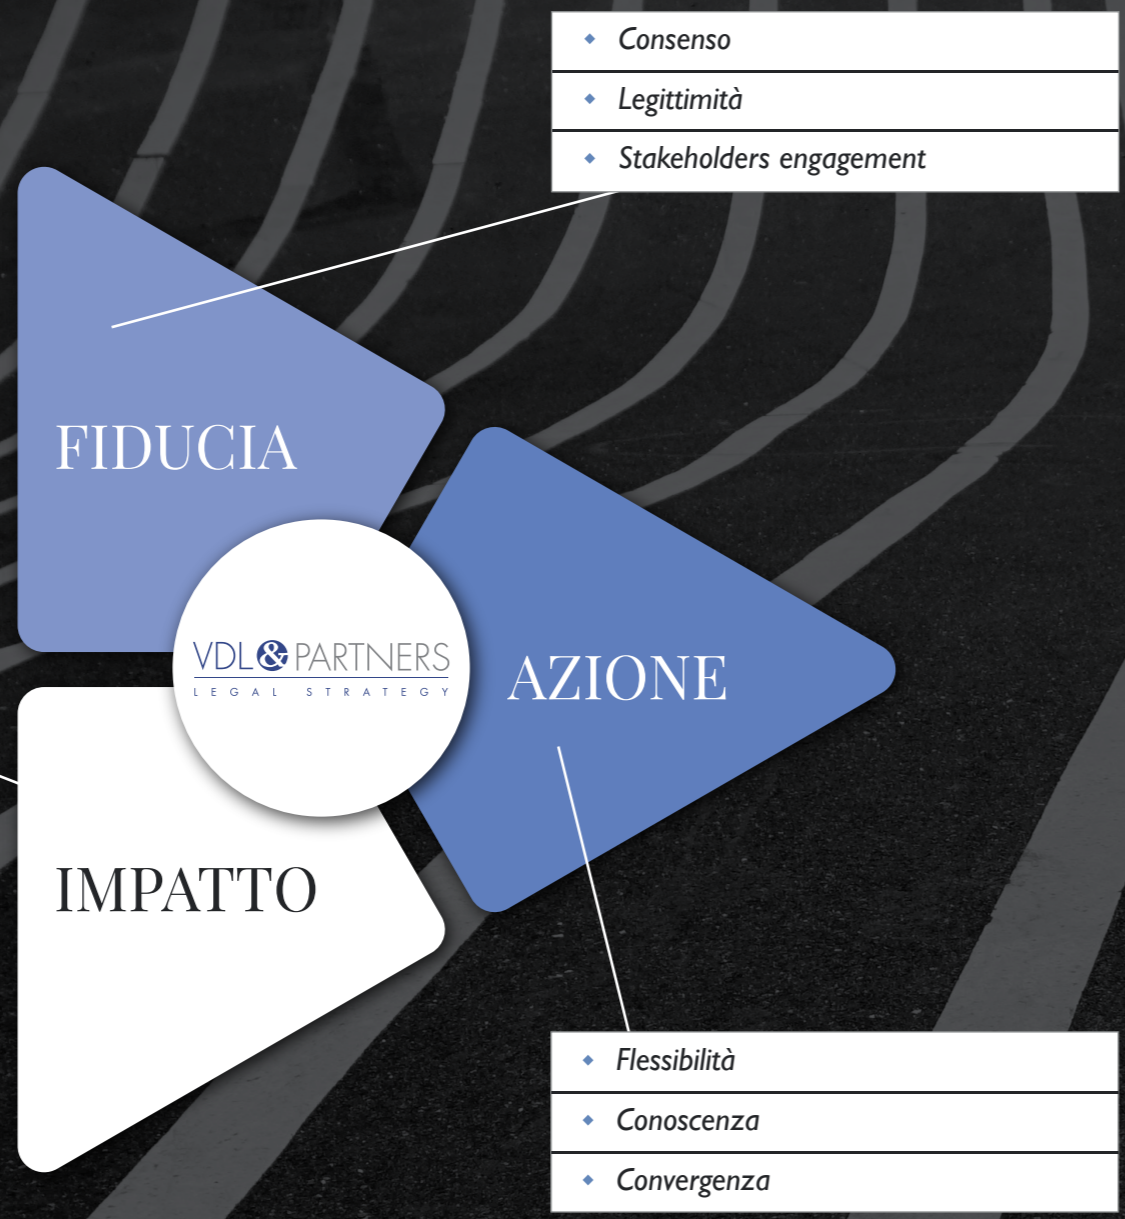 Consenso
Legittimità
Stakeholders engagement
FIDUCIA
VDL&PARTNERS
LEGAL STRATEGY
AZIONE
IMPATTO
Flessibilità
Conoscenza
Convergenza